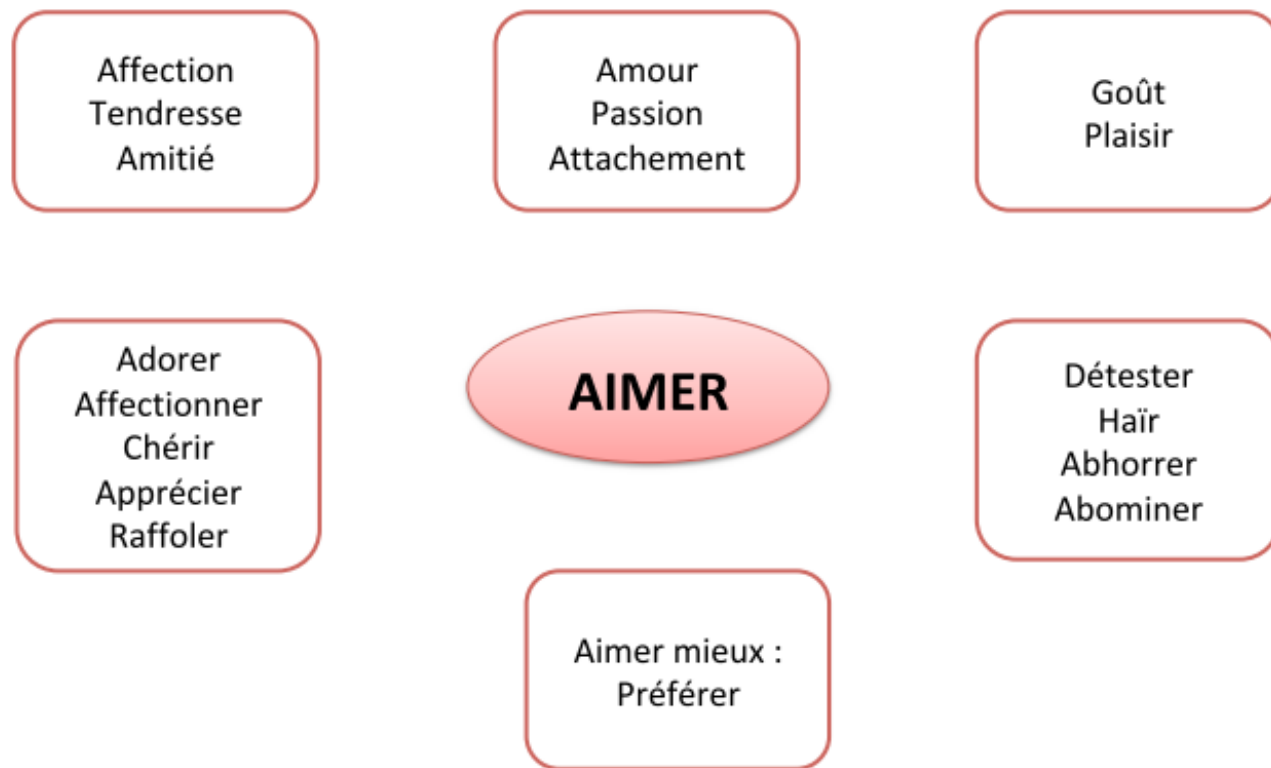 Affection
Tendresse
Amitié
Amour
Passion
Attachement
Goût
Plaisir
Adorer
Affectionner
Chérir
Apprécier
Raffoler
AIMER
Détester
Haïr
Abhorrer
Abominer
Aimer mieux :
Préférer